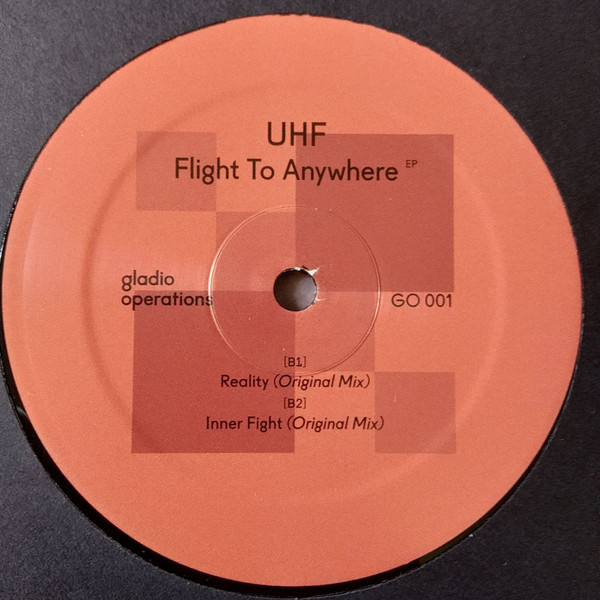 UHF
Flight To Anywhere EP
gladio
operations
GO 001
[B1]
Reality (Original Mix)
[B2]
Inner Fight (Original Mix)